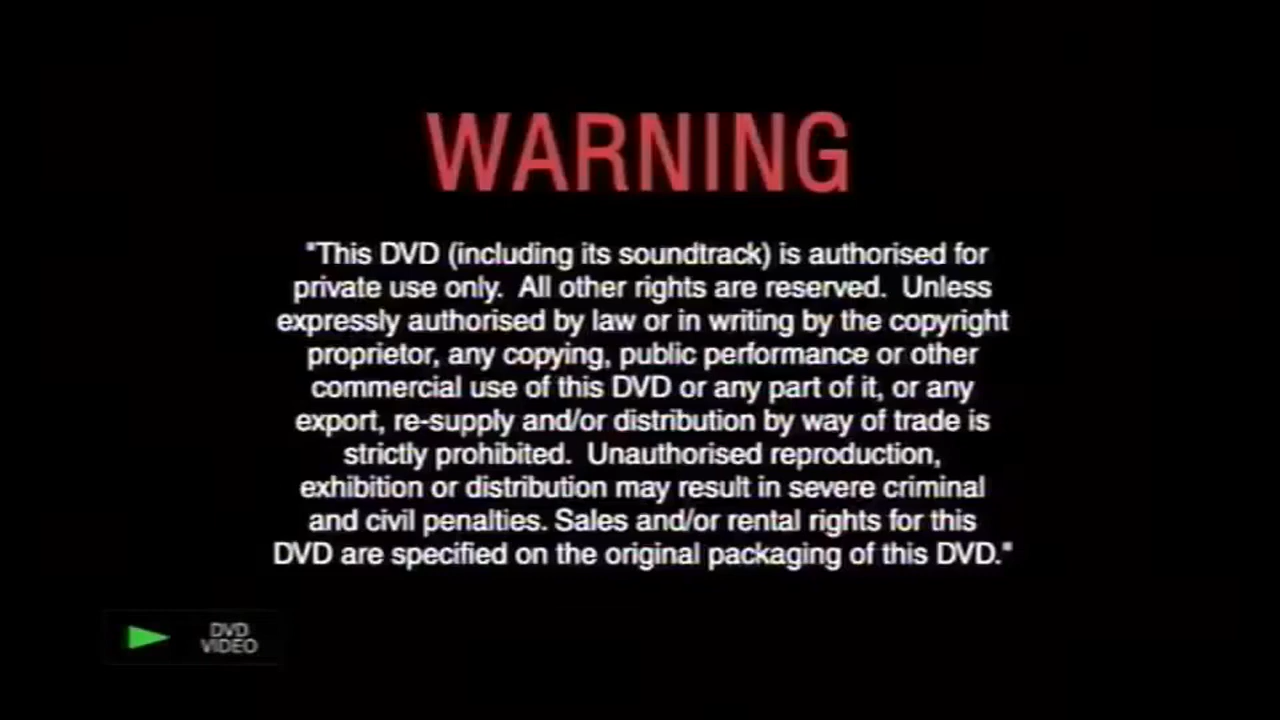 WARNING
"This DVD (including its soundtrack) is authorised for
private use only.  All other rights are reserved.  Unless
expressly authorised by law or in writing by the copyright
proprietor, any copying, public performance or other
commercial use of this DVD or any part of it, or any
export, re-supply and/or distribution by way of trade is
strictly prohibited.  Unauthorised reproduction,
exhibition or distribution may result in severe criminal
and civil penalties. Sales and/or rental rights for this
DVD are specified on the original packaging of this DVD."
DVD
VIDEO